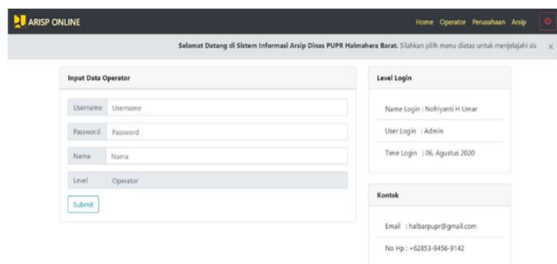 ARISP ONLINE
Home Operator Perusahaan Arsip
Selamat Datang di Sistem Informasi Arsip Dinas PUPR Halmahera Barat. Silahkan pilih menu diatas untuk menjelajahi sis
Input Data Operator
Username Username
Password Password
Nama Nama
Level Operator
Submit
Level Login
Name Login : Nofriyanti H Umar
User Login : Admin
Time Login : 06, Agustus 2020
Kontak
Email : halbarpupr@gmail.com
No Hp : +62853-9456-9142